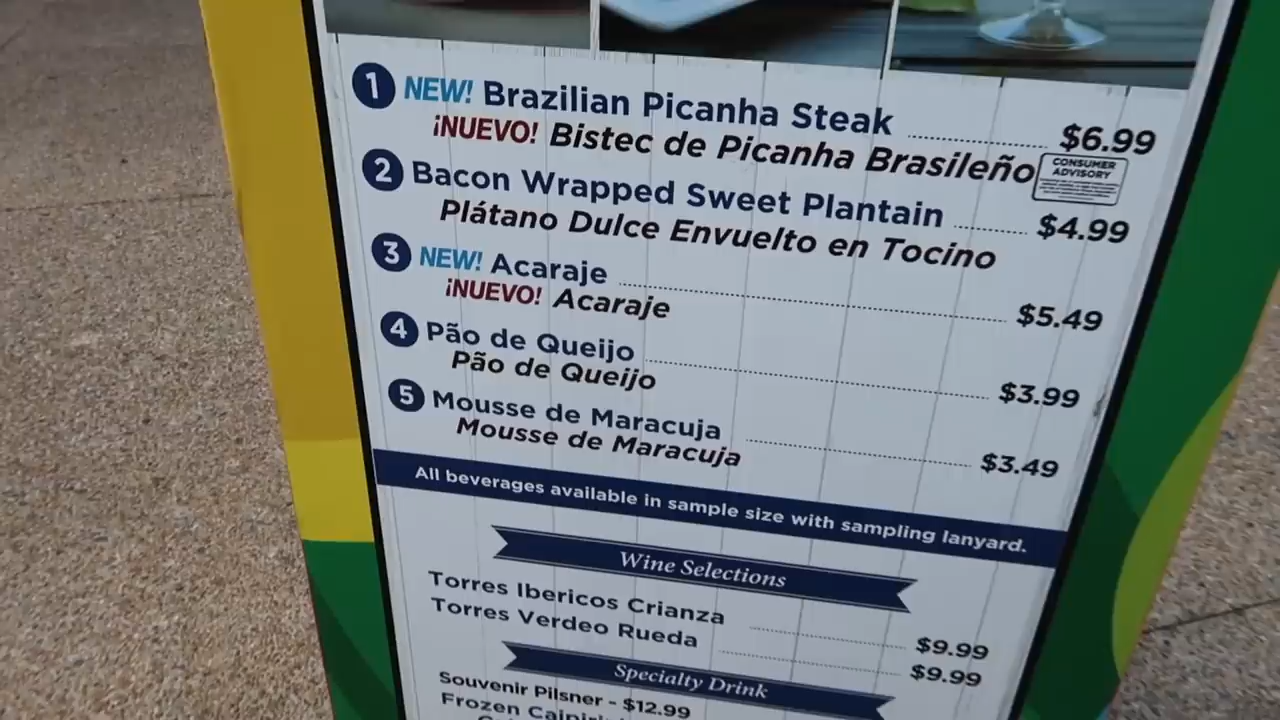 1 NEW! Brazilian Picanha Steak $6.99
¡NUEVO! Bistec de Picanha Brasileño
CONSUMER ADVISORY
2 Bacon Wrapped Sweet Plantain $4.99
Plátano Dulce Envuelto en Tocino
3 NEW! Acaraje $5.49
¡NUEVO! Acaraje
4 Pão de Queijo $3.99
Pão de Queijo
5 Mousse de Maracuja $3.49
Mousse de Maracuja
All beverages available in sample size with sampling lanyard.
Wine Selections
Torres Ibericos Crianza $9.99
Torres Verdeo Rueda $9.99
Specialty Drink
Souvenir Pilsner - $12.99
Frozen